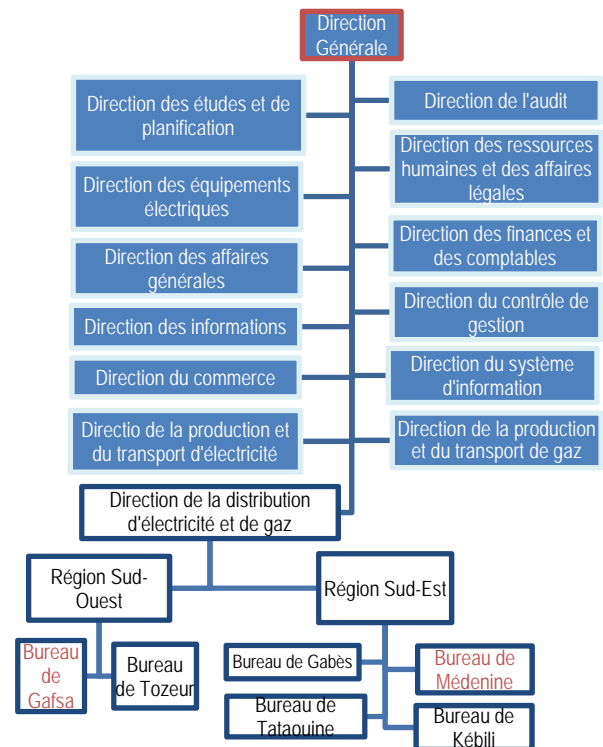 Direction
Générale
Direction des études et de
planification
Direction de l'audit
Direction des ressources
humaines et des affaires
légales
Direction des équipements
électriques
Direction des finances et
des comptables
Direction des affaires
générales
Direction du contrôle de
gestion
Direction des informations
Direction du système
d'information
Direction du commerce
Directio de la production et
du transport d'électricité
Direction de la production
et du transport de gaz
Direction de la distribution
d'électricité et de gaz
Région Sud-
Ouest
Région Sud-Est
Bureau
de
Gafsa
Bureau
de Tozeur
Bureau de Gabès
Bureau de
Médenine
Bureau de
Tataouine
Bureau de
Kébili